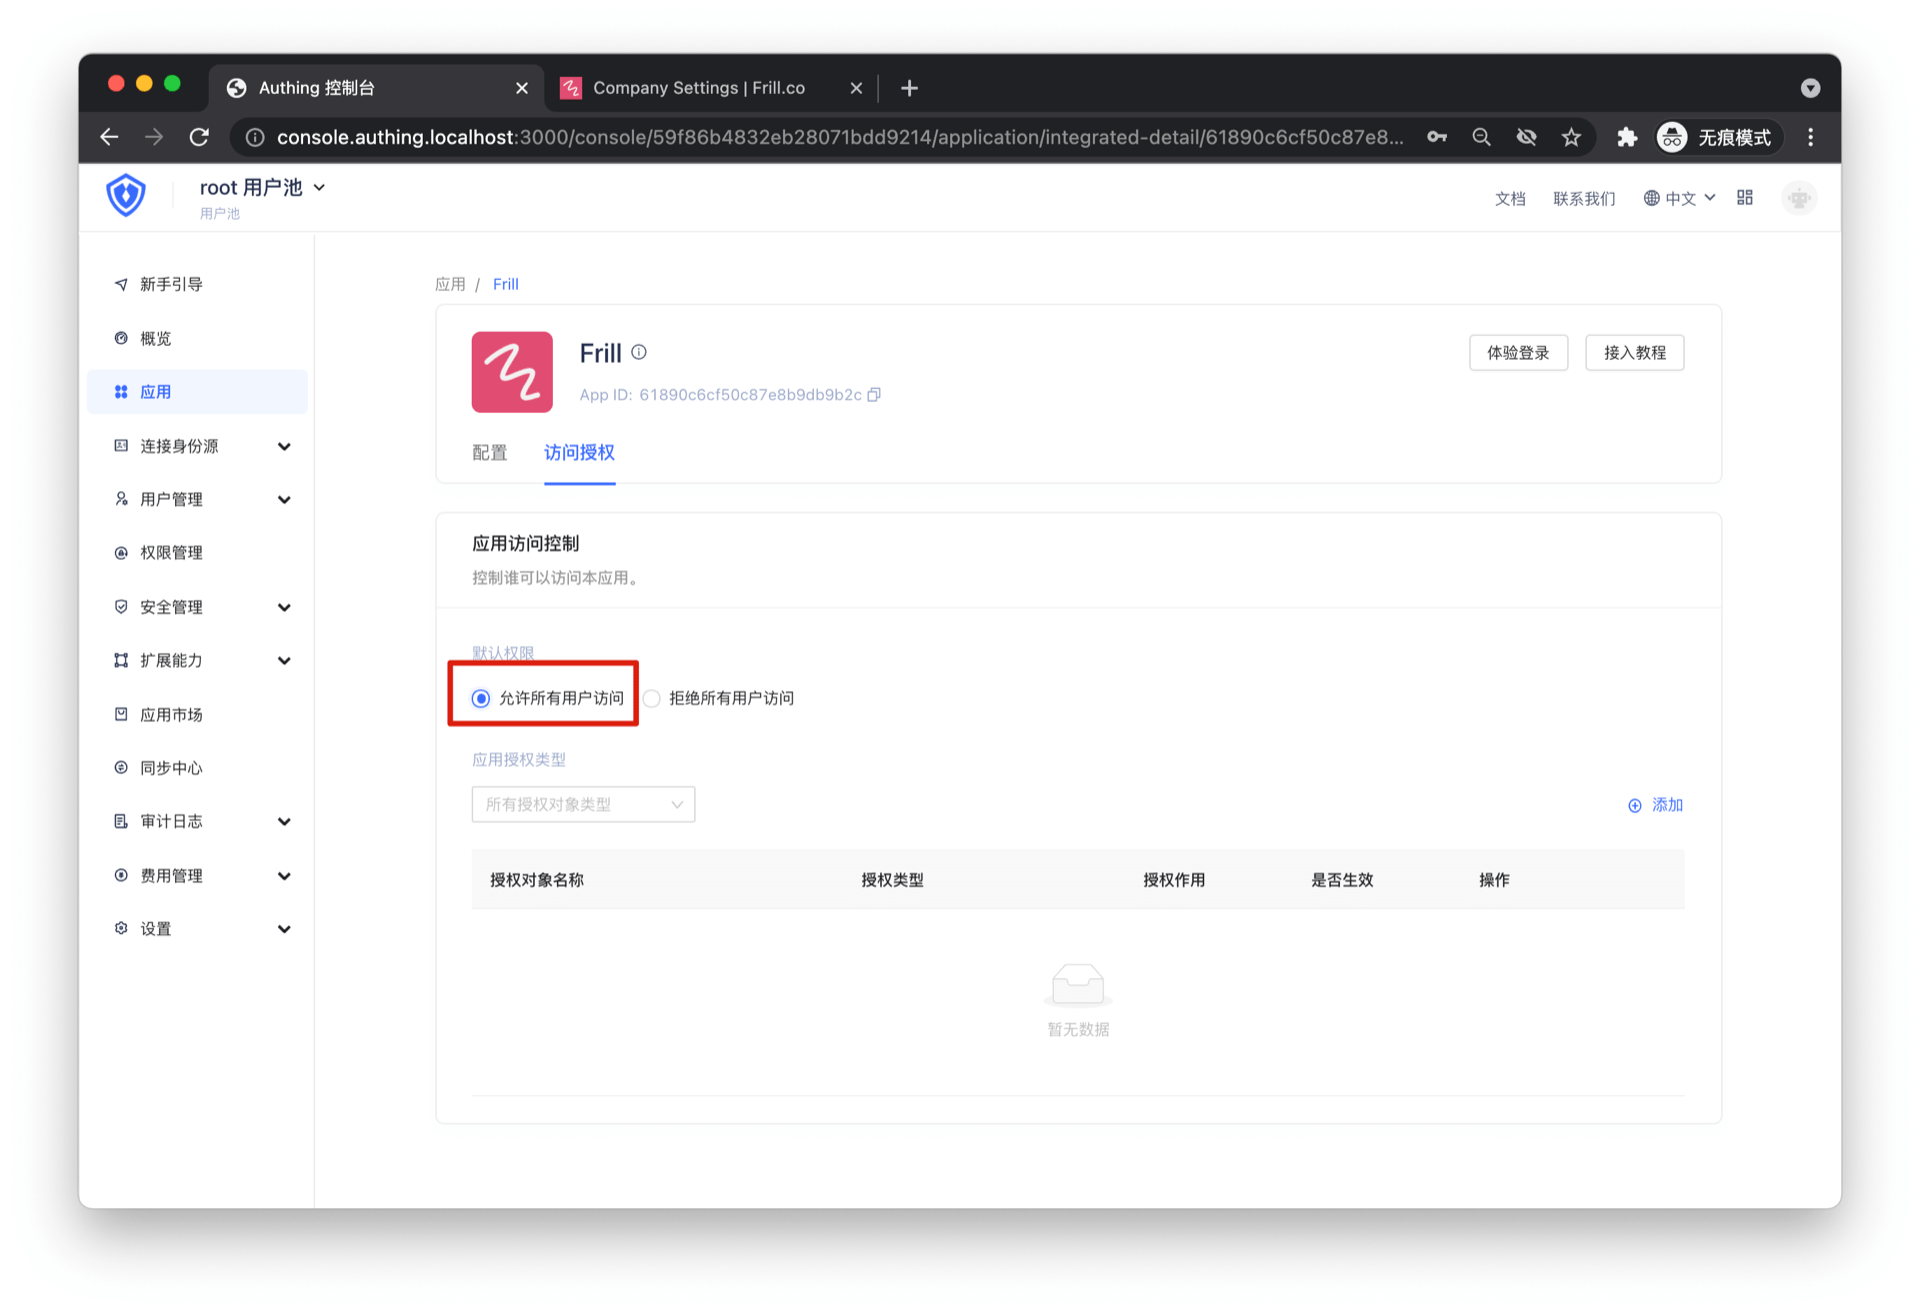 Authing 控制台
Company Settings | Frill.co
console.authing.localhost:3000/console/59f86b4832eb28071bdd9214/application/integrated-detail/61890c6cf50c87e8...
无痕模式
root 用户池
用户池
文档
联系我们
中文
新手引导
概览
应用
连接身份源
用户管理
权限管理
安全管理
扩展能力
应用市场
同步中心
审计日志
费用管理
设置
应用 / Frill
Frill
App ID: 61890c6cf50c87e8b9db9b2c
体验登录
接入教程
配置
访问授权
应用访问控制
控制谁可以访问本应用。
默认权限
允许所有用户访问
拒绝所有用户访问
应用授权类型
所有授权对象类型
添加
授权对象名称 授权类型 授权作用 是否生效 操作
暂无数据